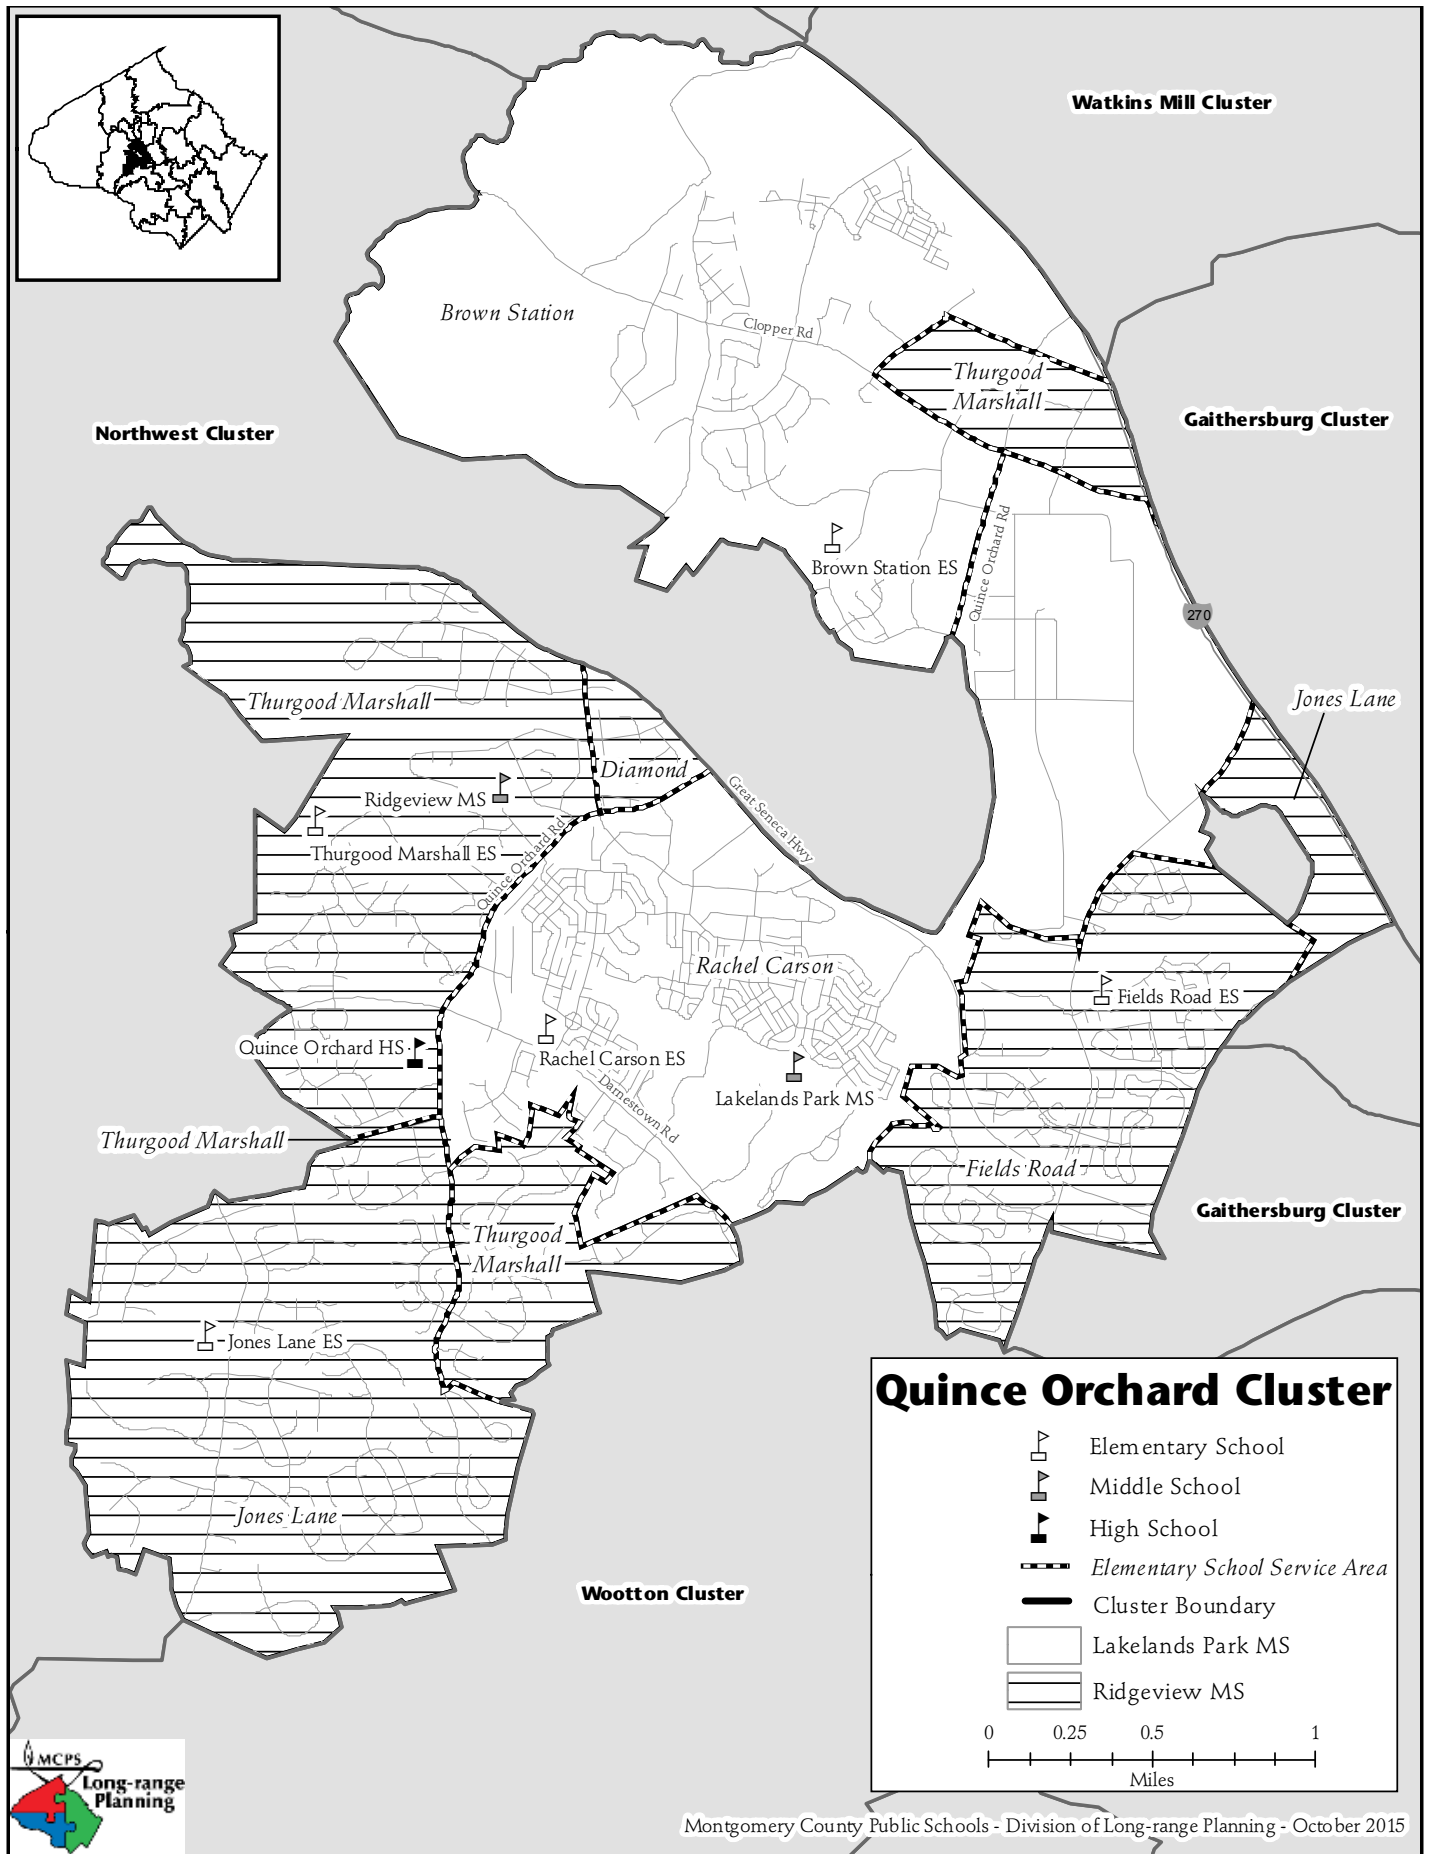 Watkins Mill Cluster
Brown Station
Clopper Rd
Thurgood
Marshall
Northwest Cluster
Gaithersburg Cluster
Quince Orchard Rd
Brown Station ES
270
Thurgood Marshall
Jones Lane
Diamond
Ridgeview MS
Great Seneca Hwy
Thurgood Marshall ES
Quince Orchard Rd
Rachel Carson
Fields Road ES
Quince Orchard HS
Rachel Carson ES
Darnestown Rd
Lakelands Park MS
Thurgood Marshall
Fields Road
Gaithersburg Cluster
Thurgood
Marshall
Jones Lane ES
Jones Lane
Wootton Cluster
Quince Orchard Cluster
Elementary School
Middle School
High School
Elementary School Service Area
Cluster Boundary
Lakelands Park MS
Ridgeview MS
0 0.25 0.5 1
Miles
MCPS
Long-range
Planning
Montgomery County Public Schools - Division of Long-range Planning - October 2015